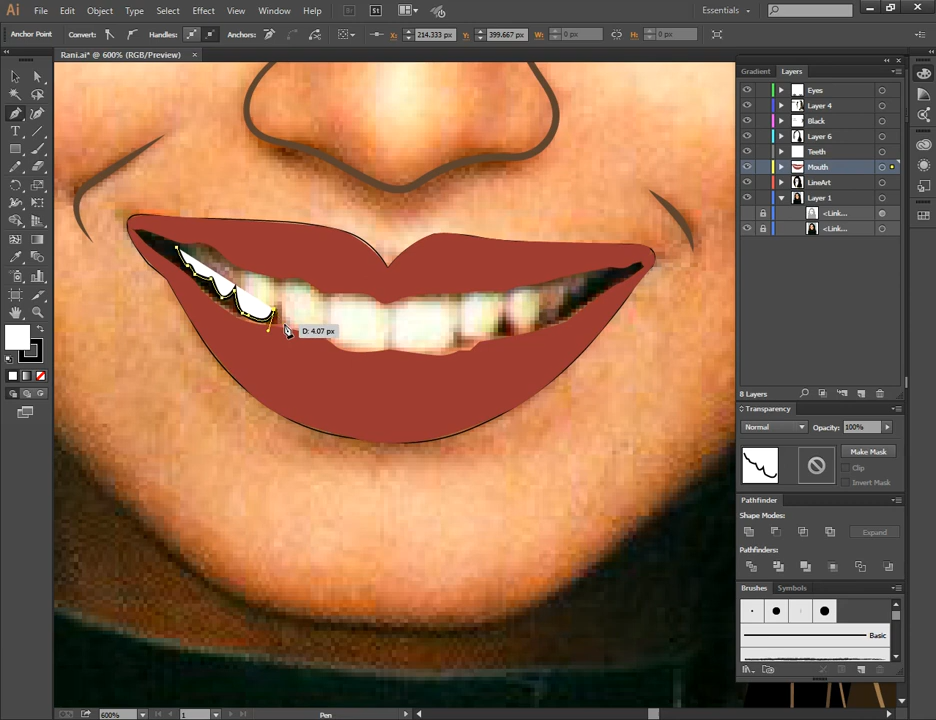 Ai File Edit Object Type Select Effect View Window Help Br St Essentials
Anchor Point Convert: Handles: Anchors: X: 214.333 px Y: 399.667 px W: 0 px H: 0 px
Rani.ai* @ 600% (RGB/Preview)
Gradient Layers
Eyes
Layer 4
Black
Layer 6
Teeth
Mouth
LineArt
Layer 1
<Link...
<Link...
D: 4.07 px
8 Layers
Transparency
Normal Opacity: 100%
Make Mask
Clip
Invert Mask
Pathfinder
Shape Modes:
Expand
Pathfinders:
Brushes Symbols
Basic
600% 1 Pen